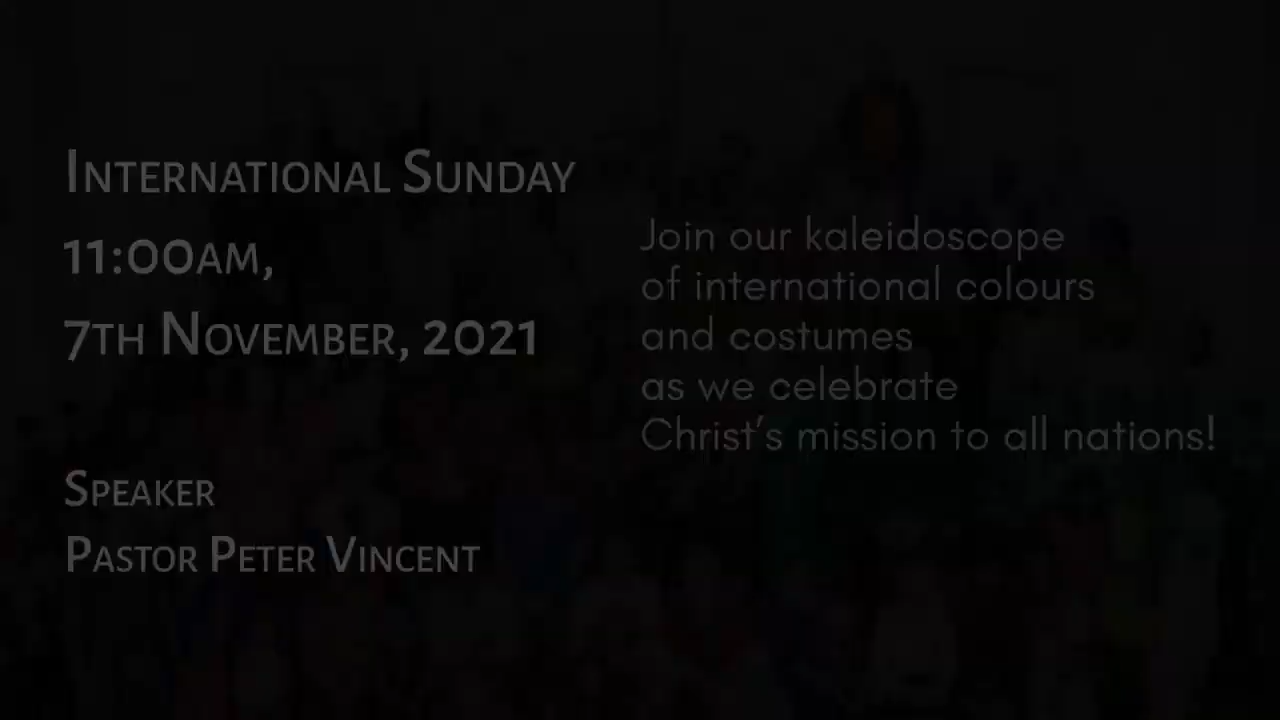 International Sunday
11:00am,
7th November, 2021
Speaker
Pastor Peter Vincent
Join our kaleidoscope
of international colours
and costumes
as we celebrate
Christ's mission to all nations!